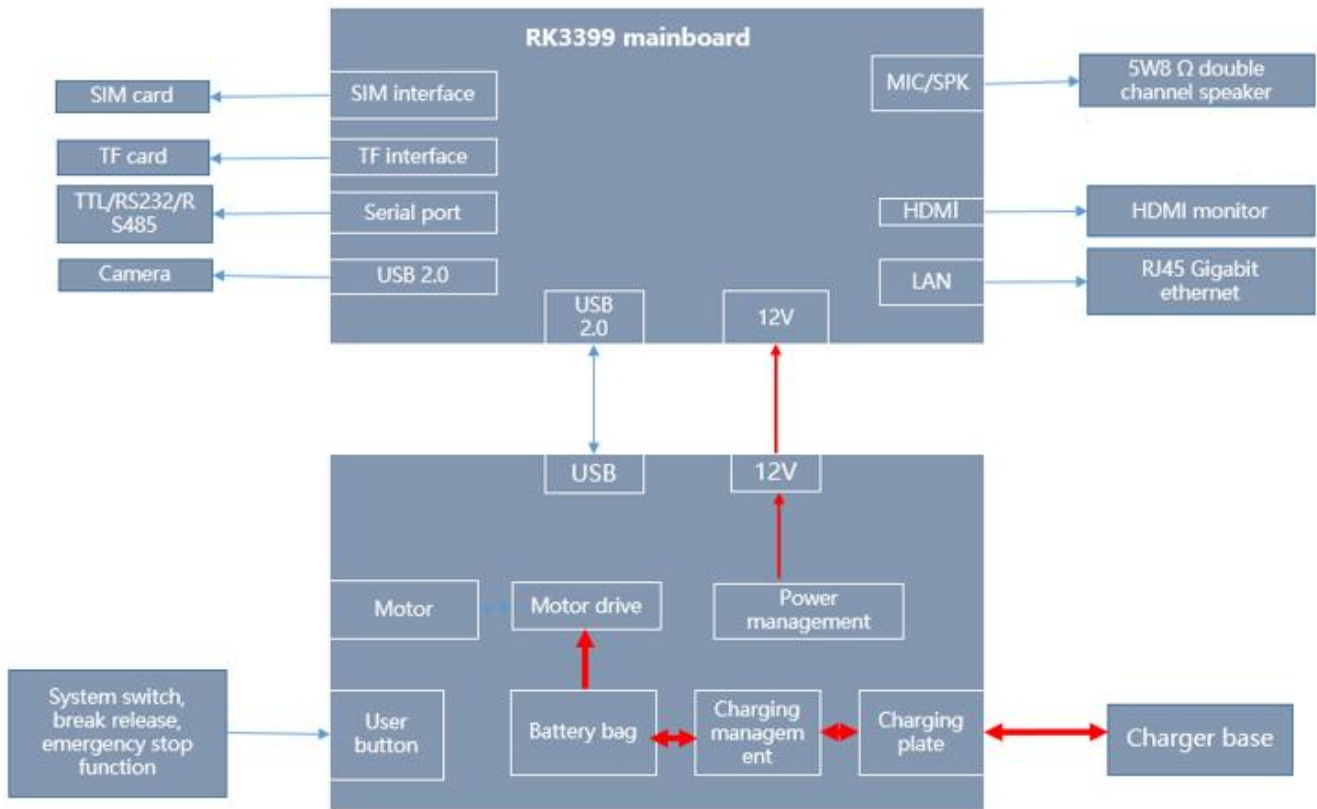 RK3399 mainboard
SIM card
SIM interface
MIC/SPK
5W8 Ω double
channel speaker
TF card
TF interface
TTL/RS232/R
S485
Serial port
HDMI
HDMI monitor
Camera
USB 2.0
LAN
RJ45 Gigabit
ethernet
USB
2.0
12V
USB
12V
Motor
Motor drive
Power
management
System switch,
break release,
emergency stop
function
User
button
Battery bag
Charging
managem
ent
Charging
plate
Charger base